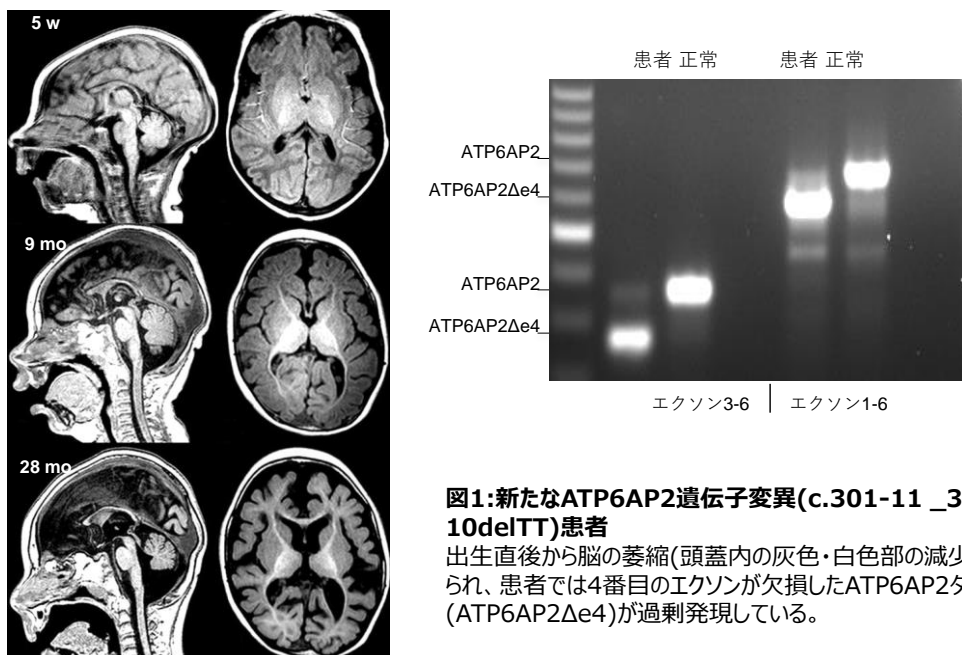 5 w
9 mo
28 mo
患者 正常
患者 正常
ATP6AP2
ATP6AP2Δe4
ATP6AP2
ATP6AP2Δe4
エクソン3-6
エクソン1-6
図1:新たなATP6AP2遺伝子変異(c.301-11 _3
10delTT)患者
出生直後から脳の萎縮(頭蓋内の灰色・白色部の減少
られ、患者では4番目のエクソンが欠損したATP6AP2タ
(ATP6AP2Δe4)が過剰発現している。